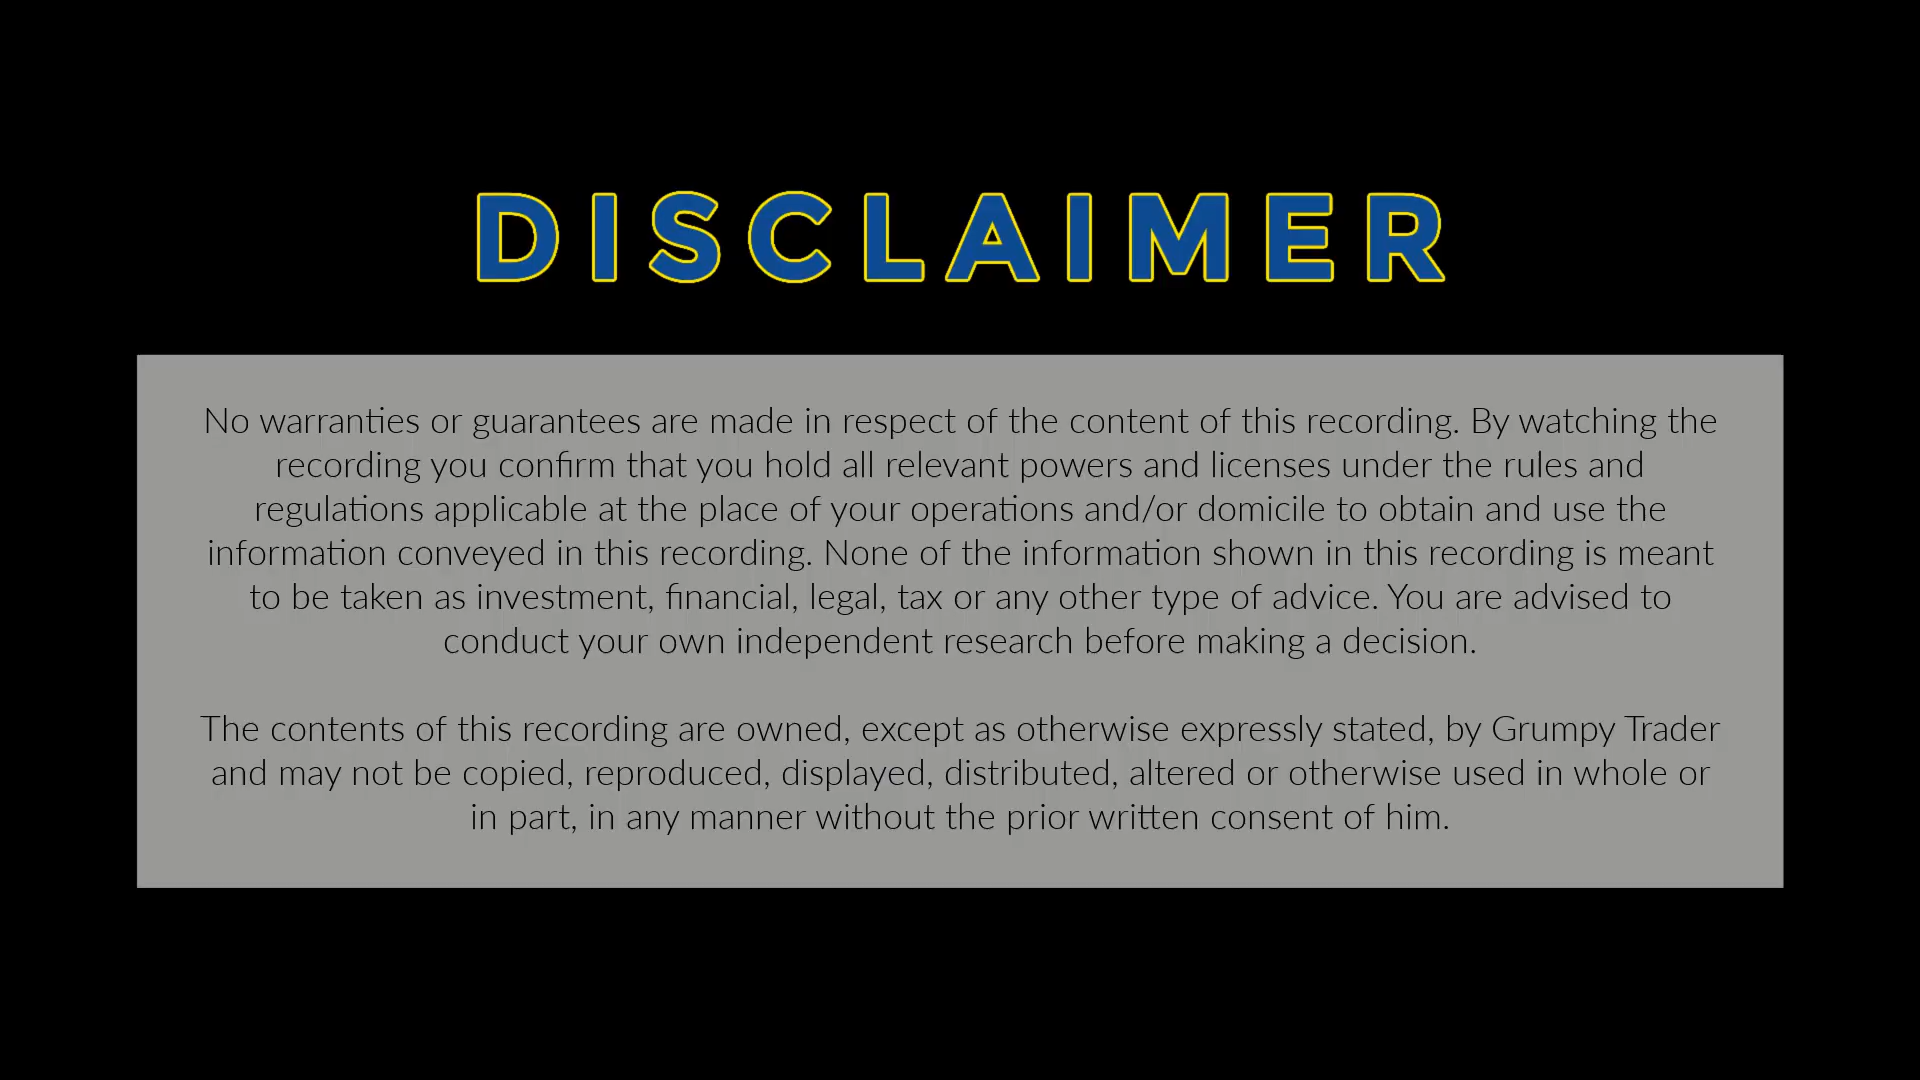 DISCLAIMER
No warranties or guarantees are made in respect of the content of this recording. By watching the
recording you confirm that you hold all relevant powers and licenses under the rules and
regulations applicable at the place of your operations and/or domicile to obtain and use the
information conveyed in this recording. None of the information shown in this recording is meant
to be taken as investment, financial, legal, tax or any other type of advice. You are advised to
conduct your own independent research before making a decision.
The contents of this recording are owned, except as otherwise expressly stated, by Grumpy Trader
and may not be copied, reproduced, displayed, distributed, altered or otherwise used in whole or
in part, in any manner without the prior written consent of him.